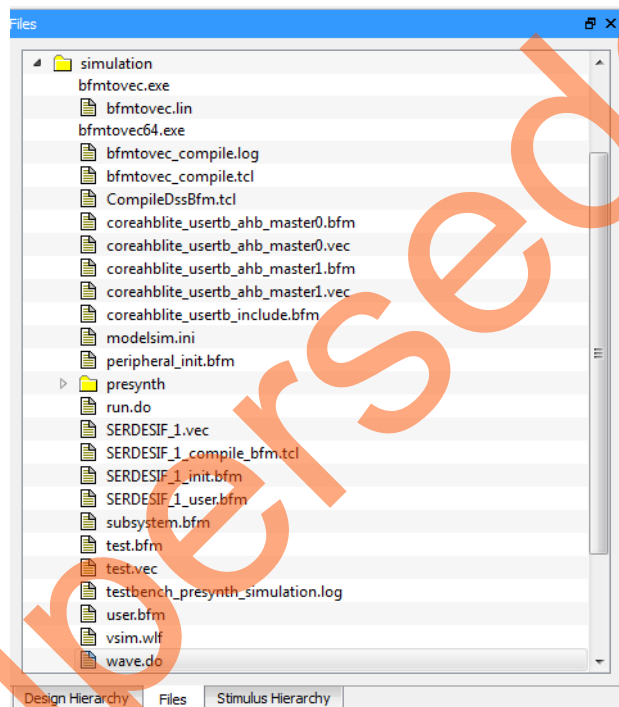 Files
simulation
bfmtovec.exe
bfmtovec.lin
bfmtovec64.exe
bfmtovec_compile.log
bfmtovec_compile.tcl
CompileDssBfm.tcl
coreahblite_usertb_ahb_master0.bfm
coreahblite_usertb_ahb_master0.vec
coreahblite_usertb_ahb_master1.bfm
coreahblite_usertb_ahb_master1.vec
coreahblite_usertb_include.bfm
modelsim.ini
peripheral_init.bfm
presynth
run.do
SERDESIF_1.vec
SERDESIF_1_compile_bfm.tcl
SERDESIF_1_init.bfm
SERDESIF_1_user.bfm
subsystem.bfm
test.bfm
test.vec
testbench_presynth_simulation.log
user.bfm
vsim.wlf
wave.do
Design Hierarchy Files Stimulus Hierarchy
persed